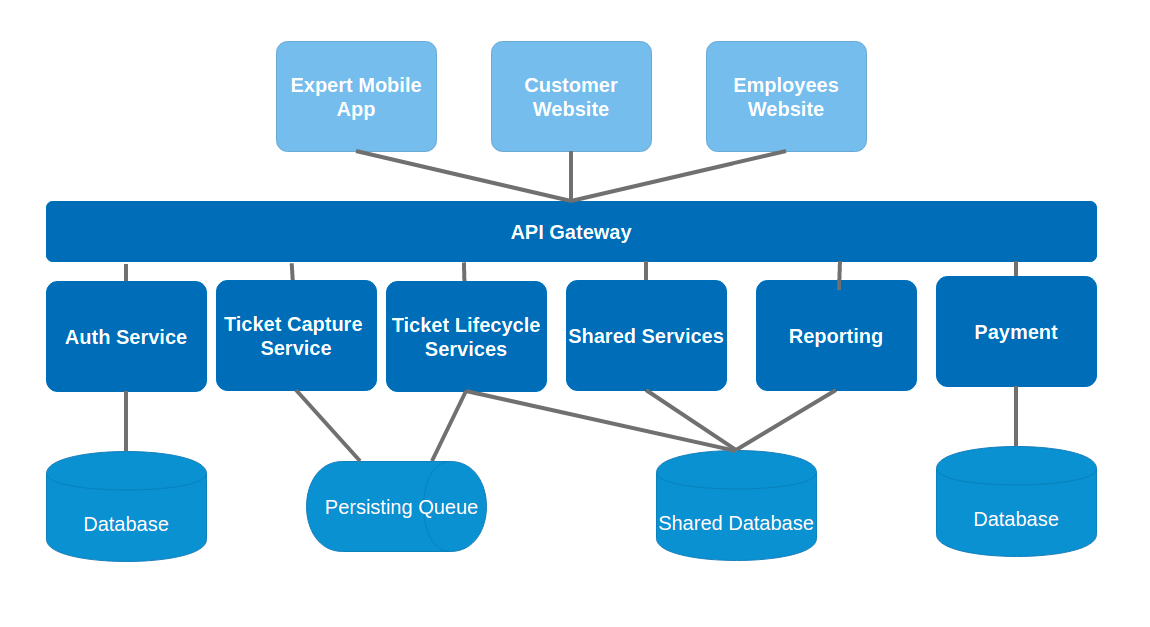 Expert Mobile
App
Customer
Website
Employees
Website
API Gateway
Auth Service
Ticket Capture
Service
Ticket Lifecycle
Services
Shared Services
Reporting
Payment
Database
Persisting Queue
Shared Database
Database